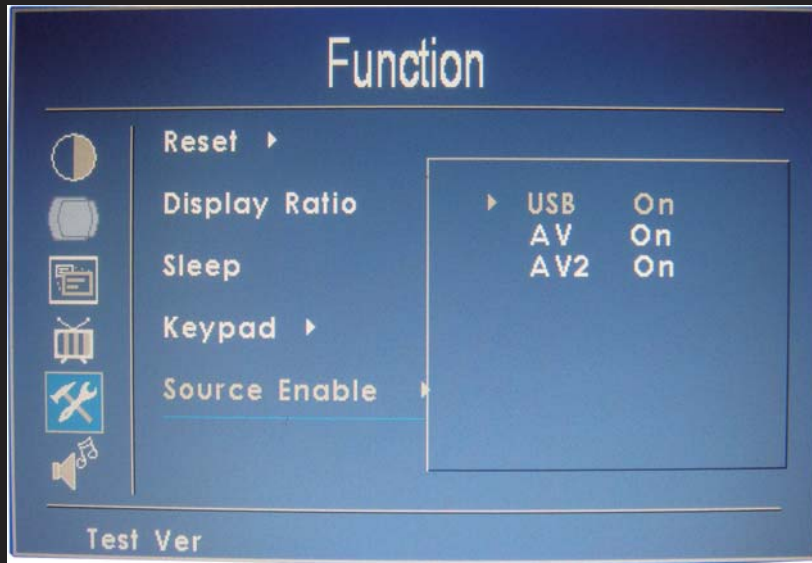 Function
Reset
Display Ratio
Sleep
Keypad
Source Enable
USB On
AV On
AV2 On
Test Ver